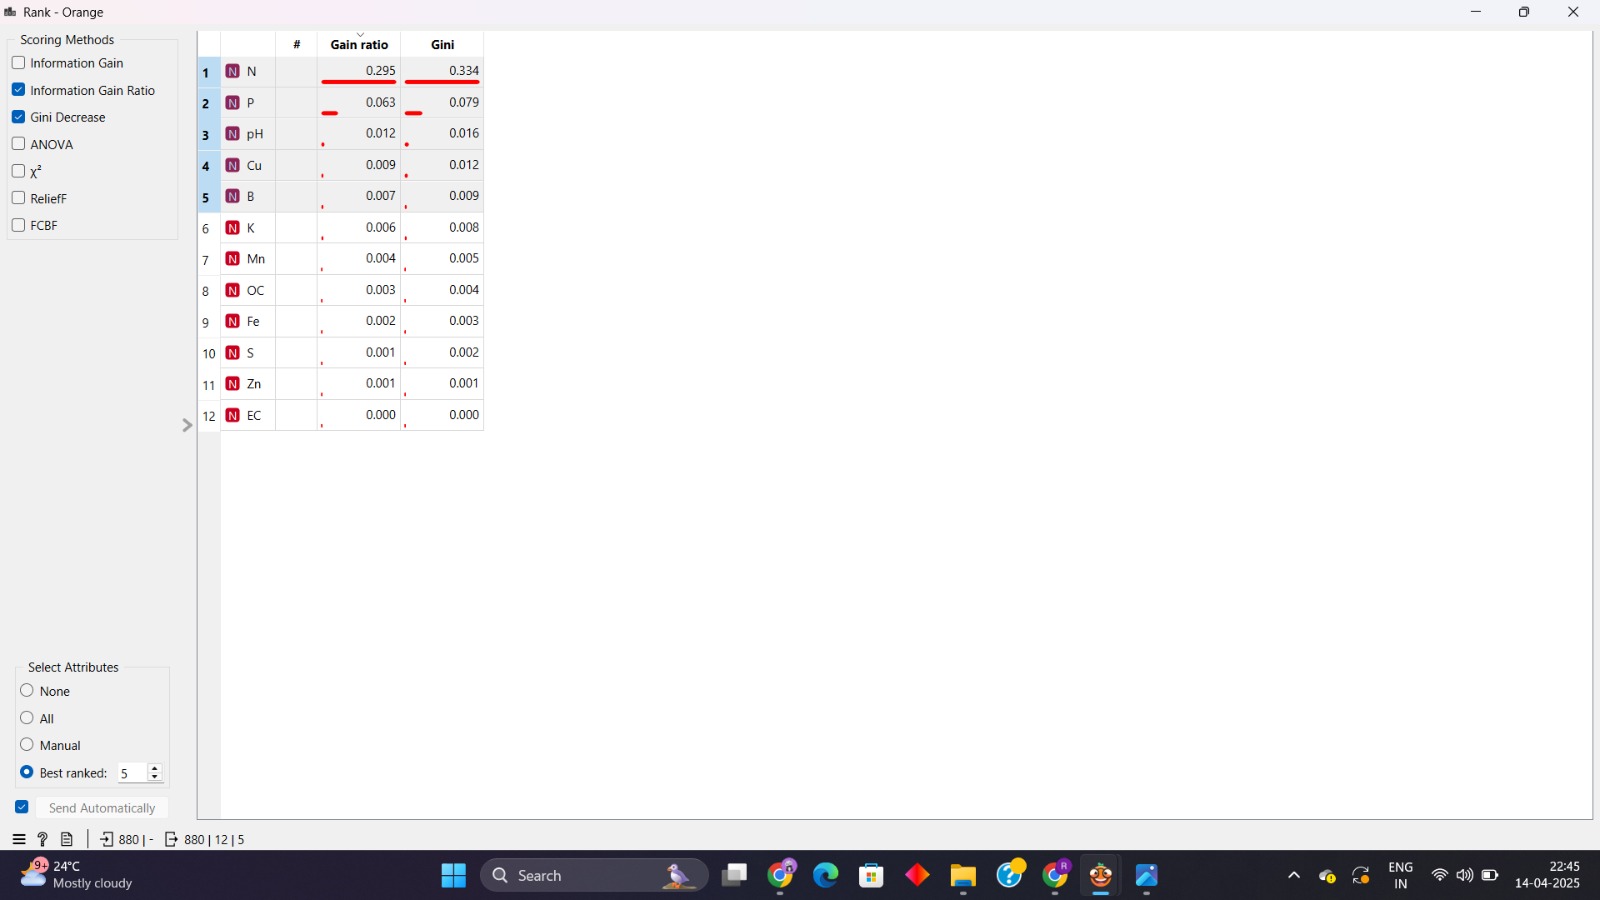 Rank - Orange
Scoring Methods
Information Gain
Information Gain Ratio
Gini Decrease
ANOVA
χ²
ReliefF
FCBF
# Gain ratio Gini
1 N N 0.295 0.334
2 N P 0.063 0.079
3 N pH 0.012 0.016
4 N Cu 0.009 0.012
5 N B 0.007 0.009
6 N K 0.006 0.008
7 N Mn 0.004 0.005
8 N OC 0.003 0.004
9 N Fe 0.002 0.003
10 N S 0.001 0.002
11 N Zn 0.001 0.001
12 N EC 0.000 0.000
Select Attributes
None
All
Manual
Best ranked: 5
Send Automatically
880 | - 880 | 12 | 5
9+ 24°C
Mostly cloudy
Search
R
ENG
IN
22:45
14-04-2025